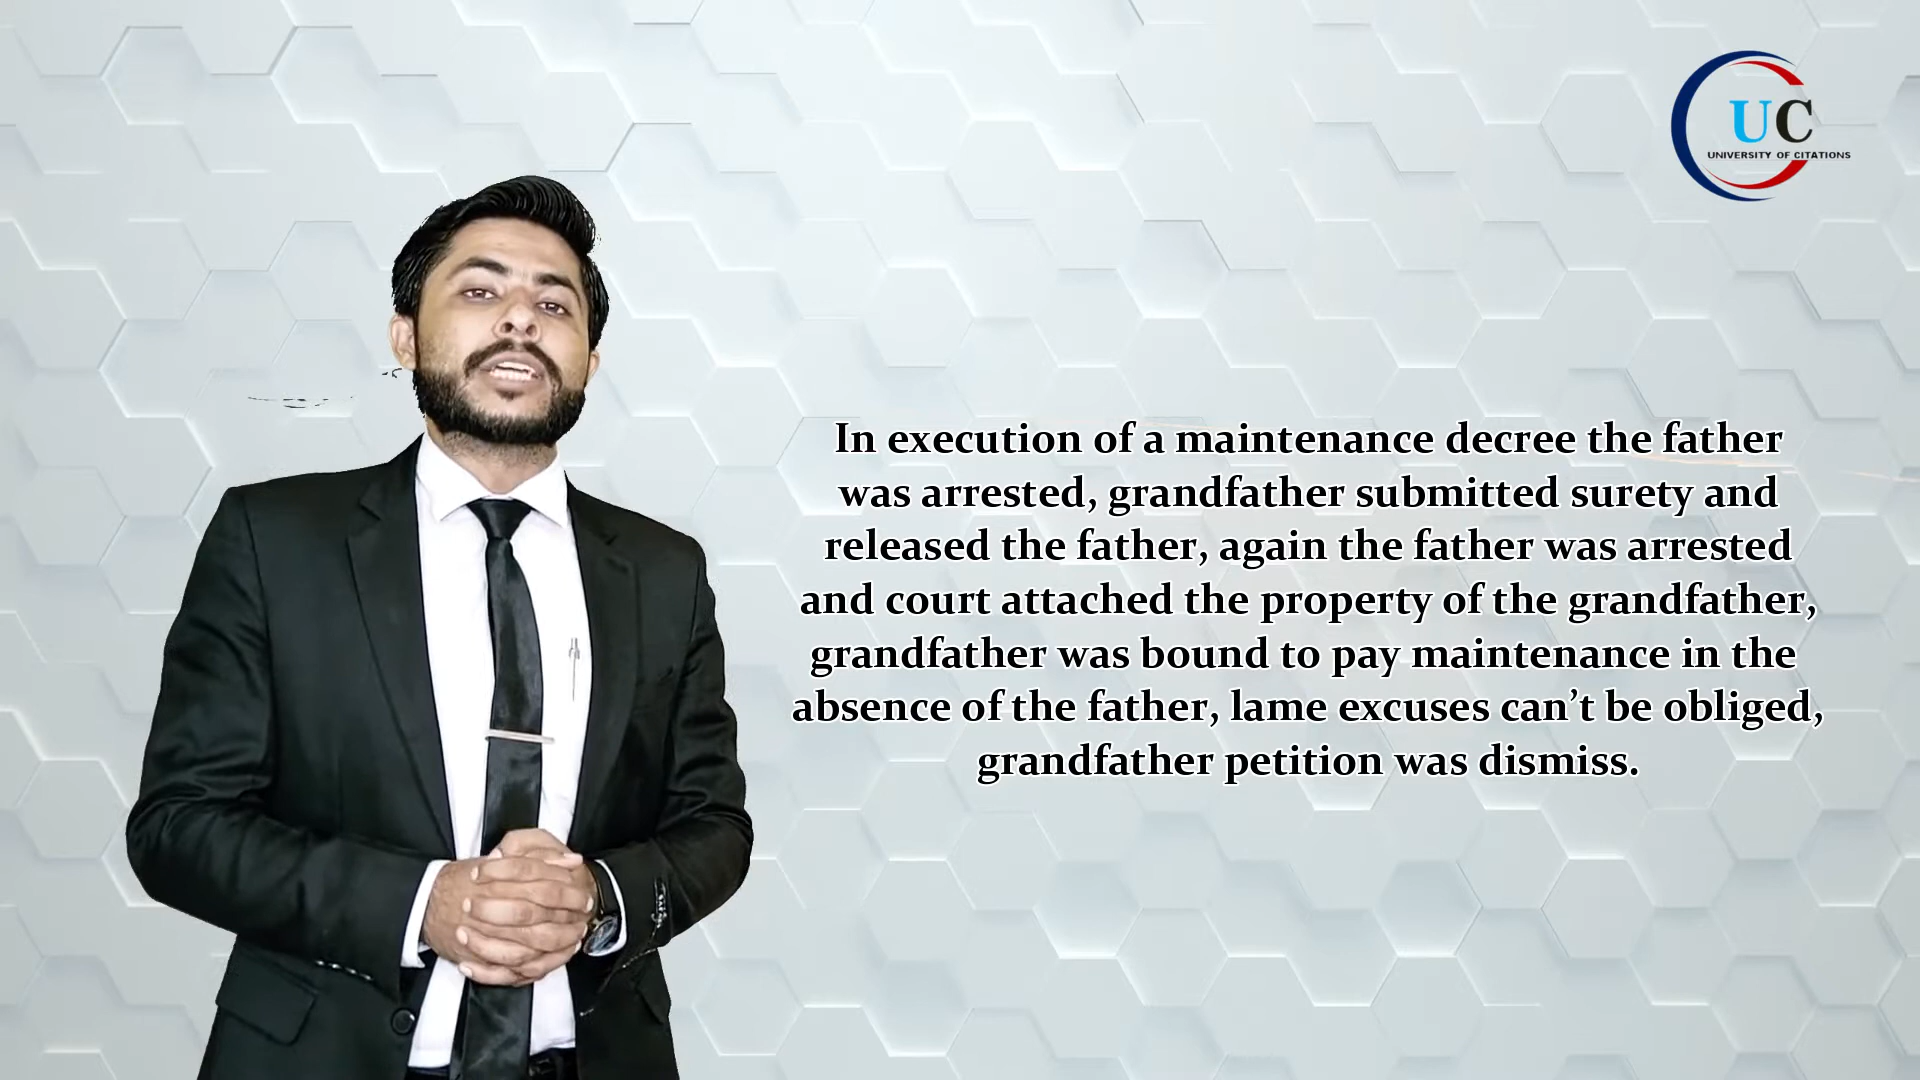 UC
UNIVERSITY OF CITATIONS
In execution of a maintenance decree the father
was arrested, grandfather submitted surety and
released the father, again the father was arrested
and court attached the property of the grandfather,
grandfather was bound to pay maintenance in the
absence of the father, lame excuses can’t be obliged,
grandfather petition was dismiss.